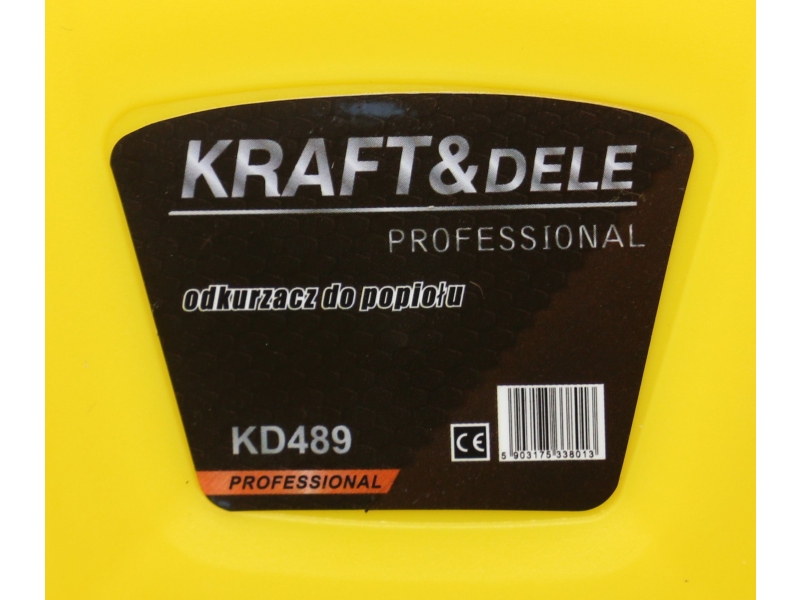 KRAFT&DELE
PROFESSIONAL
odkurzacz do popiołu
KD489
CE
5 903175 338013
PROFESSIONAL